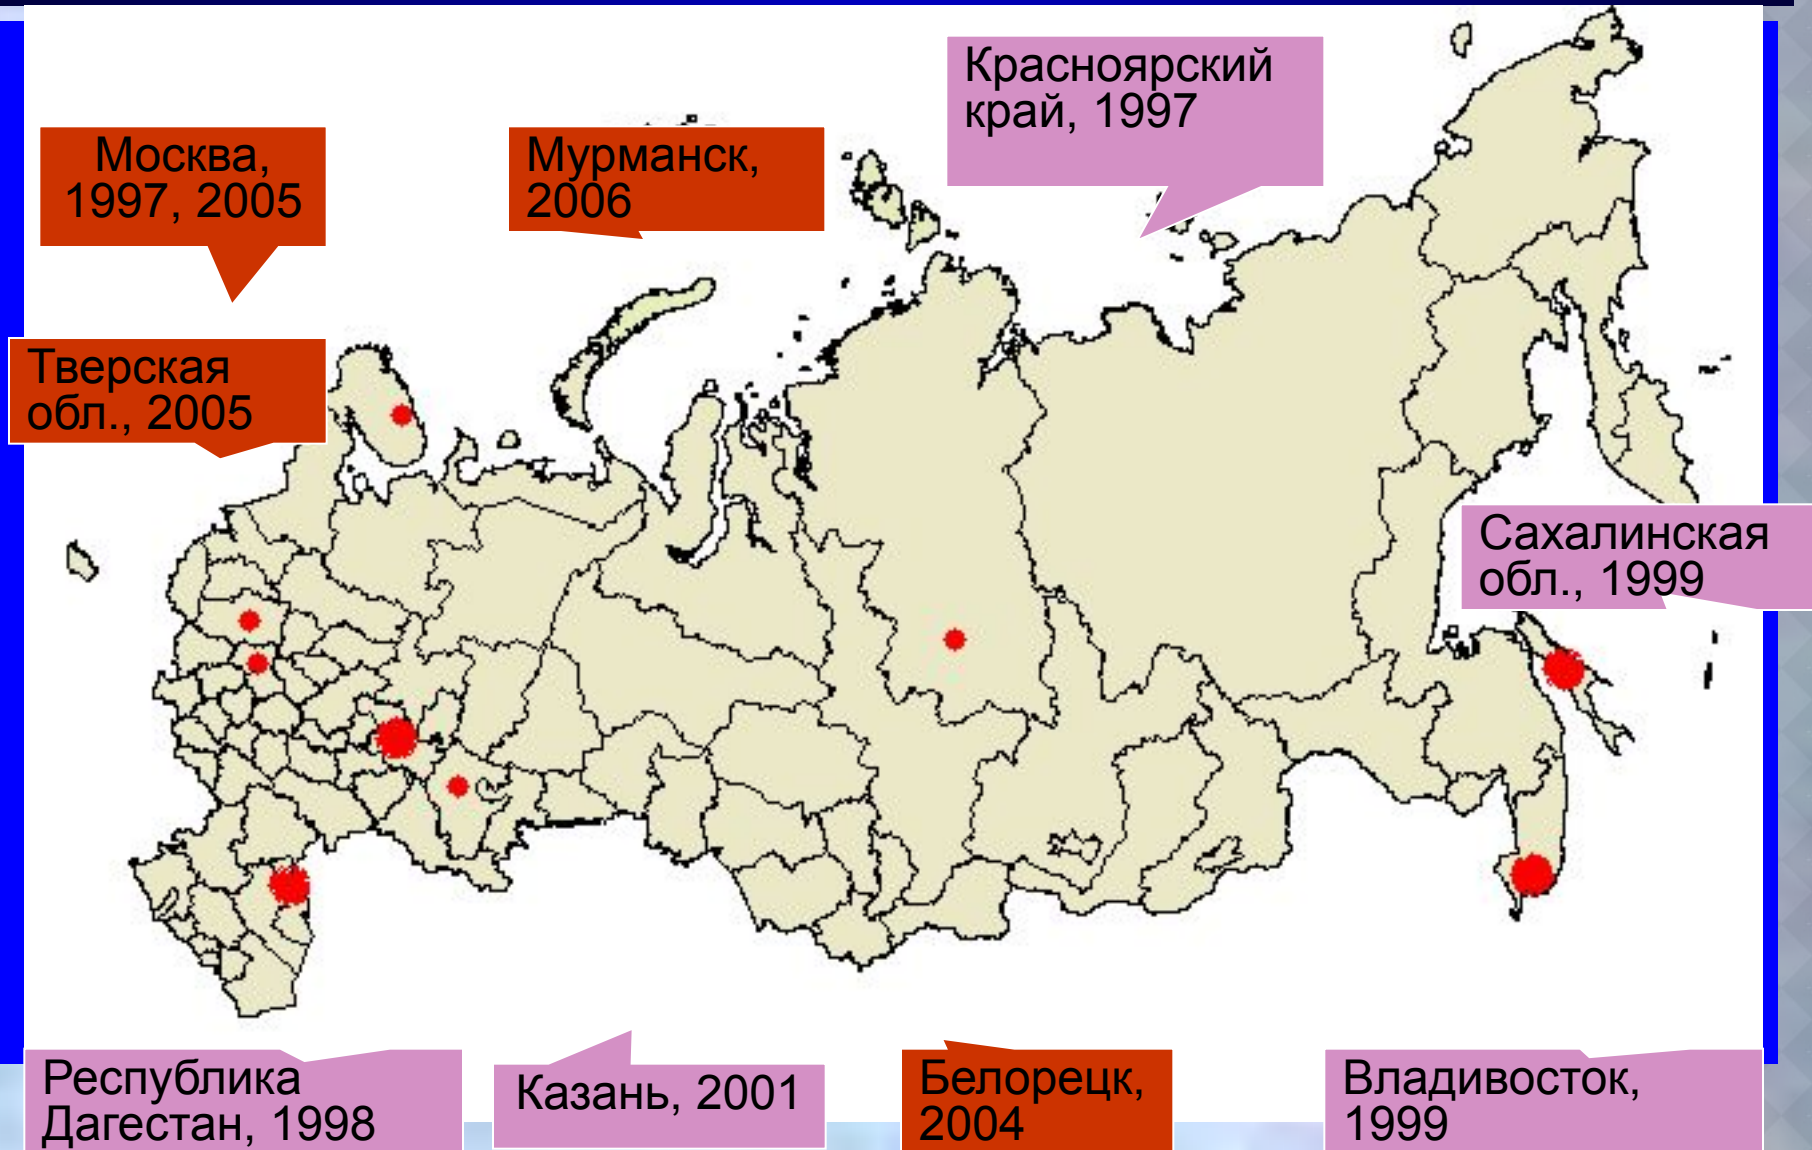 Красноярский
край, 1997
Москва,
1997, 2005
Мурманск,
2006
Тверская
обл., 2005
Сахалинская
обл., 1999
Республика
Дагестан, 1998
Казань, 2001
Белорецк,
2004
Владивосток,
1999